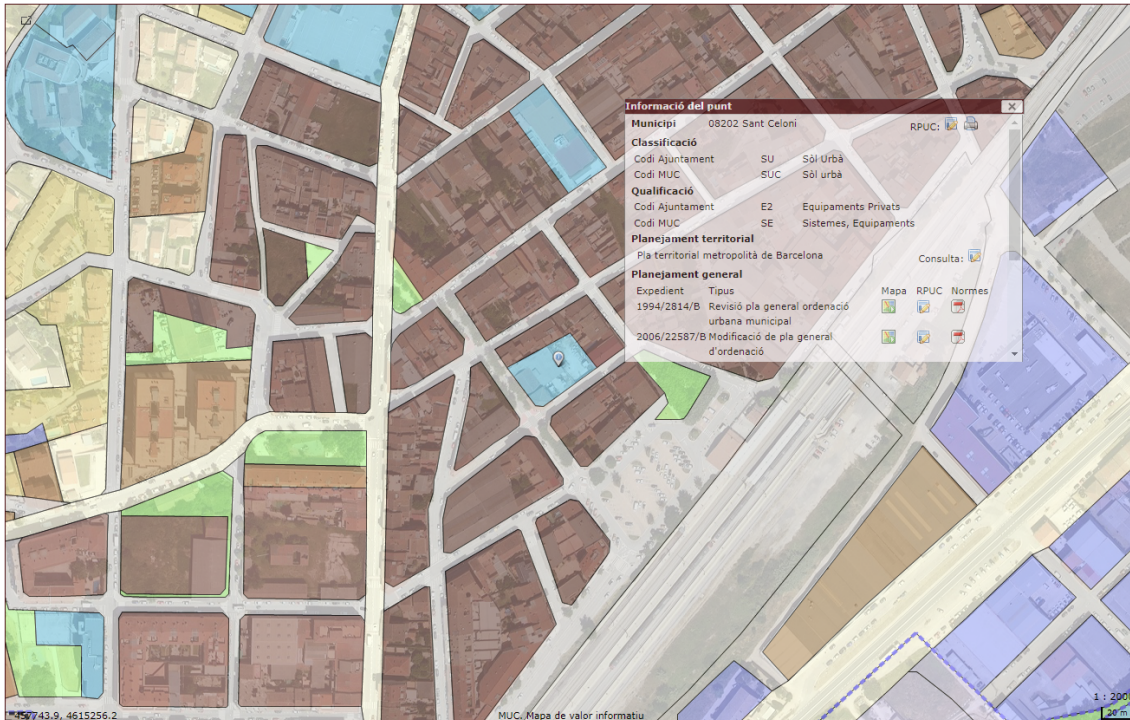 Informació del punt
Municipi 08202 Sant Celoni RPUC:
Classificació
Codi Ajuntament SU Sòl Urbà
Codi MUC SUC Sòl urbà
Qualificació
Codi Ajuntament E2 Equipaments Privats
Codi MUC SE Sistemes, Equipaments
Planejament territorial
Pla territorial metropolità de Barcelona Consulta:
Planejament general
Expedient Tipus Mapa RPUC Normes
1994/2814/B Revisió pla general ordenació
urbana municipal
2006/22587/B Modificació de pla general
d'ordenació
1 : 200
457743.9, 4615256.2 MUC. Mapa de valor informatiu 20 m